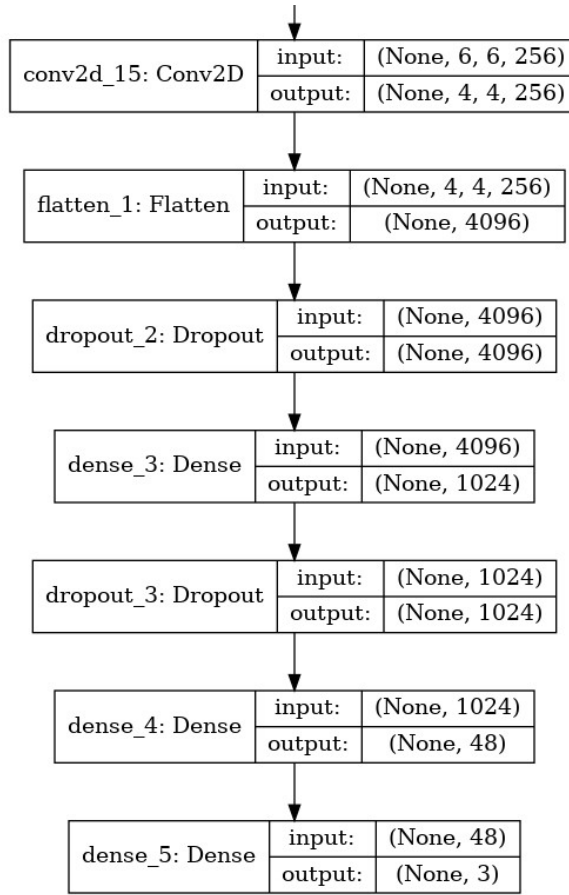 conv2d_15: Conv2D
input: (None, 6, 6, 256)
output: (None, 4, 4, 256)
flatten_1: Flatten
input: (None, 4, 4, 256)
output: (None, 4096)
dropout_2: Dropout
input: (None, 4096)
output: (None, 4096)
dense_3: Dense
input: (None, 4096)
output: (None, 1024)
dropout_3: Dropout
input: (None, 1024)
output: (None, 1024)
dense_4: Dense
input: (None, 1024)
output: (None, 48)
dense_5: Dense
input: (None, 48)
output: (None, 3)